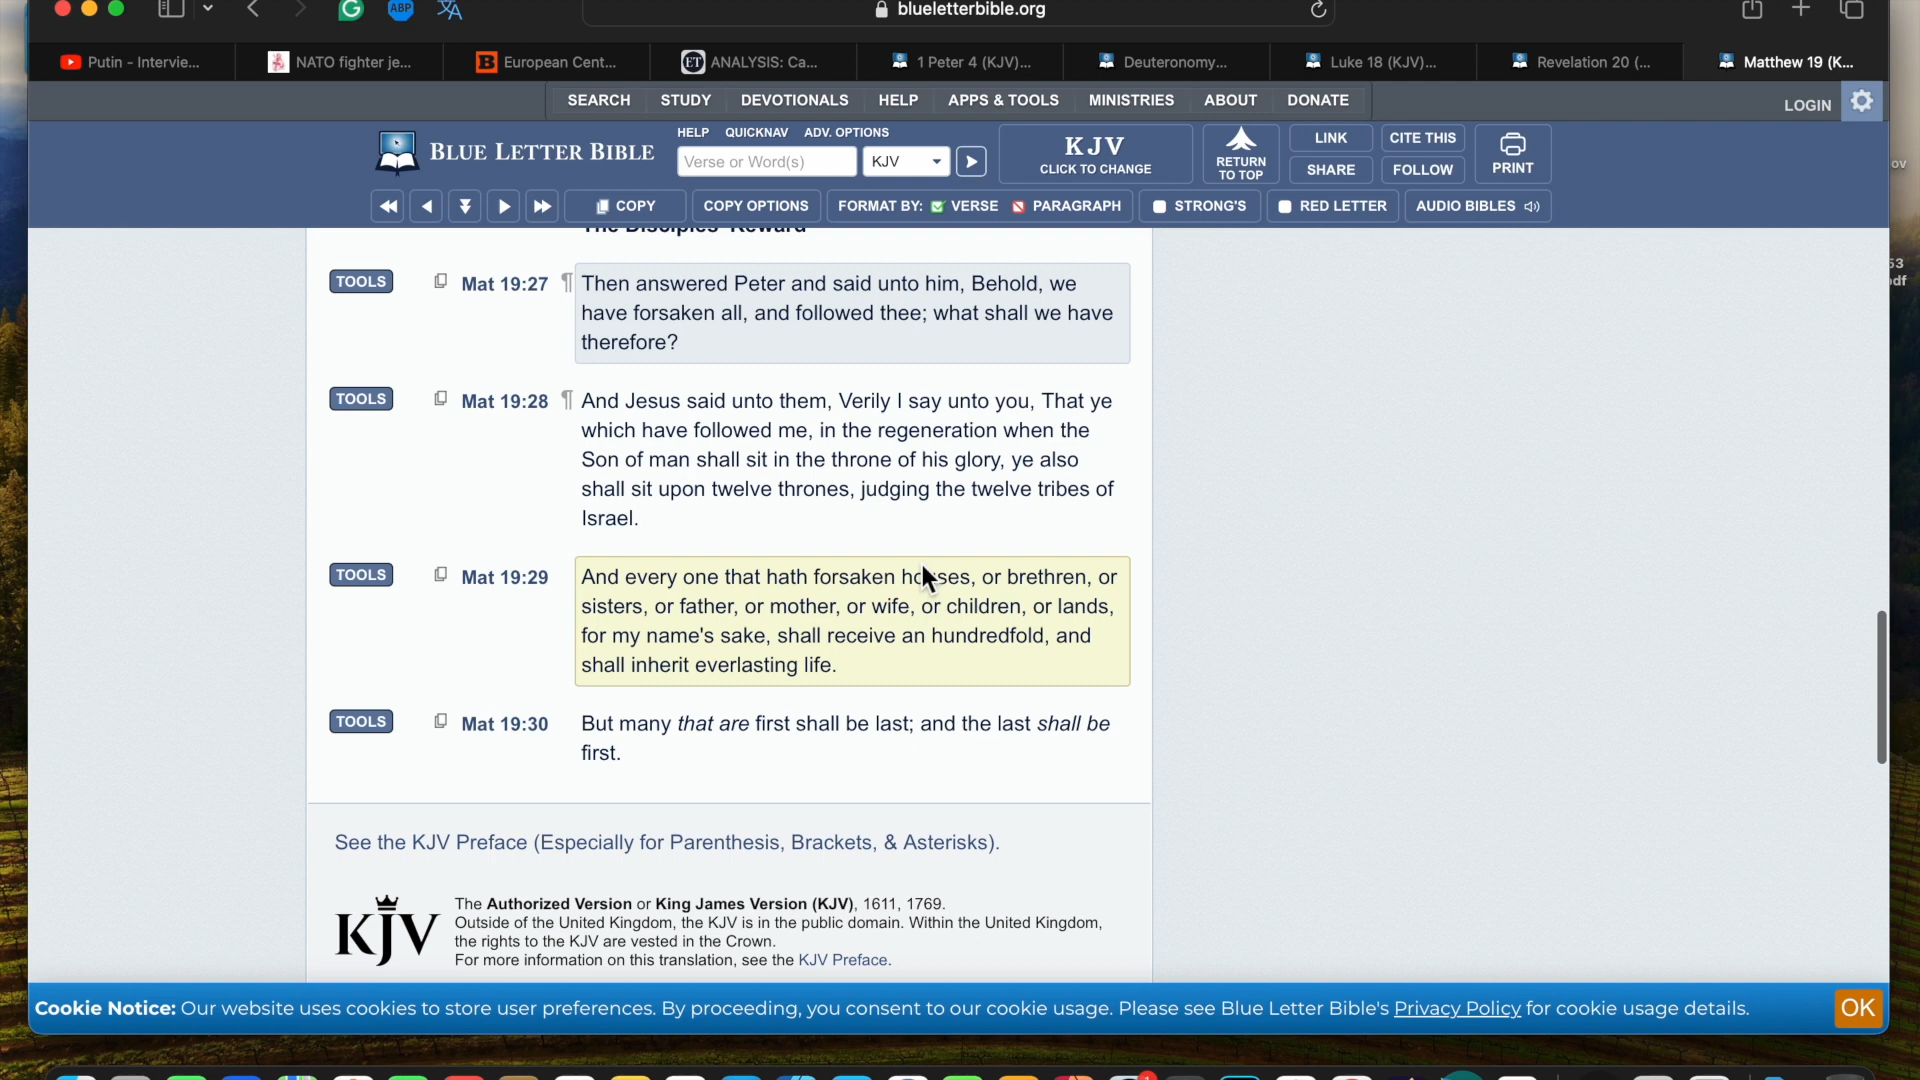 ABP
blueletterbible.org
Putin - Intervie...
NATO fighter je...
B
European Cent...
ET
ANALYSIS: Ca...
1 Peter 4 (KJV)...
Deuteronomy...
Luke 18 (KJV)...
Revelation 20 (...
Matthew 19 (K...
SEARCH STUDY DEVOTIONALS HELP APPS & TOOLS MINISTRIES ABOUT DONATE
LOGIN
BLUE LETTER BIBLE
HELP QUICKNAV ADV. OPTIONS
Verse or Word(s)
KJV
KJV
CLICK TO CHANGE
RETURN
TO TOP
LINK
CITE THIS
SHARE
FOLLOW
PRINT
COPY
COPY OPTIONS
FORMAT BY: VERSE PARAGRAPH
STRONG'S
RED LETTER
AUDIO BIBLES
The Disciples' Reward
TOOLS
Mat 19:27
¶ Then answered Peter and said unto him, Behold, we
have forsaken all, and followed thee; what shall we have
therefore?
TOOLS
Mat 19:28
¶ And Jesus said unto them, Verily I say unto you, That ye
which have followed me, in the regeneration when the
Son of man shall sit in the throne of his glory, ye also
shall sit upon twelve thrones, judging the twelve tribes of
Israel.
TOOLS
Mat 19:29
And every one that hath forsaken houses, or brethren, or
sisters, or father, or mother, or wife, or children, or lands,
for my name's sake, shall receive an hundredfold, and
shall inherit everlasting life.
TOOLS
Mat 19:30
But many that are first shall be last; and the last shall be
first.
See the KJV Preface (Especially for Parenthesis, Brackets, & Asterisks).
KJV
The Authorized Version or King James Version (KJV), 1611, 1769.
Outside of the United Kingdom, the KJV is in the public domain. Within the United Kingdom,
the rights to the KJV are vested in the Crown.
For more information on this translation, see the KJV Preface.
Cookie Notice: Our website uses cookies to store user preferences. By proceeding, you consent to our cookie usage. Please see Blue Letter Bible's Privacy Policy for cookie usage details.
OK
ov
53
df